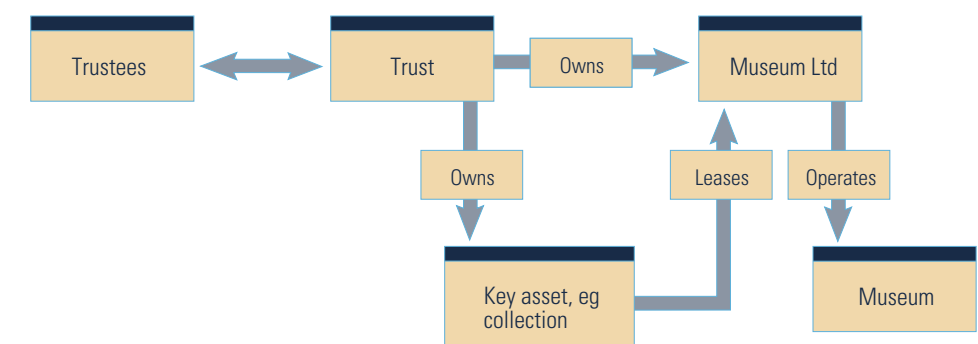 Trustees
Trust
Owns
Museum Ltd
Owns
Leases
Operates
Key asset, eg
collection
Museum